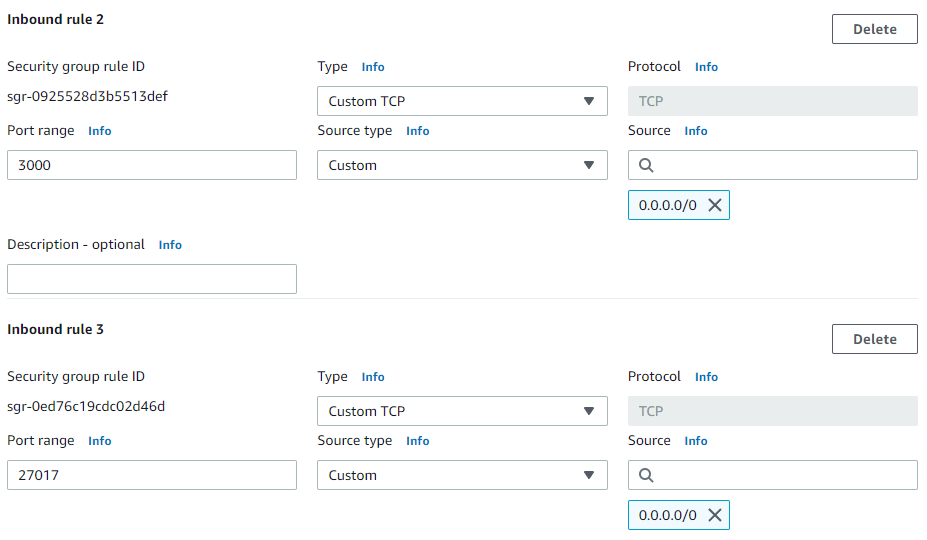 Inbound rule 2
Delete
Security group rule ID
Type Info
Protocol Info
sgr-0925528d3b5513def
Custom TCP
TCP
Port range Info
Source type Info
Source Info
3000
Custom
0.0.0.0/0
Description - optional Info
Inbound rule 3
Delete
Security group rule ID
Type Info
Protocol Info
sgr-0ed76c19cdc02d46d
Custom TCP
TCP
Port range Info
Source type Info
Source Info
27017
Custom
0.0.0.0/0